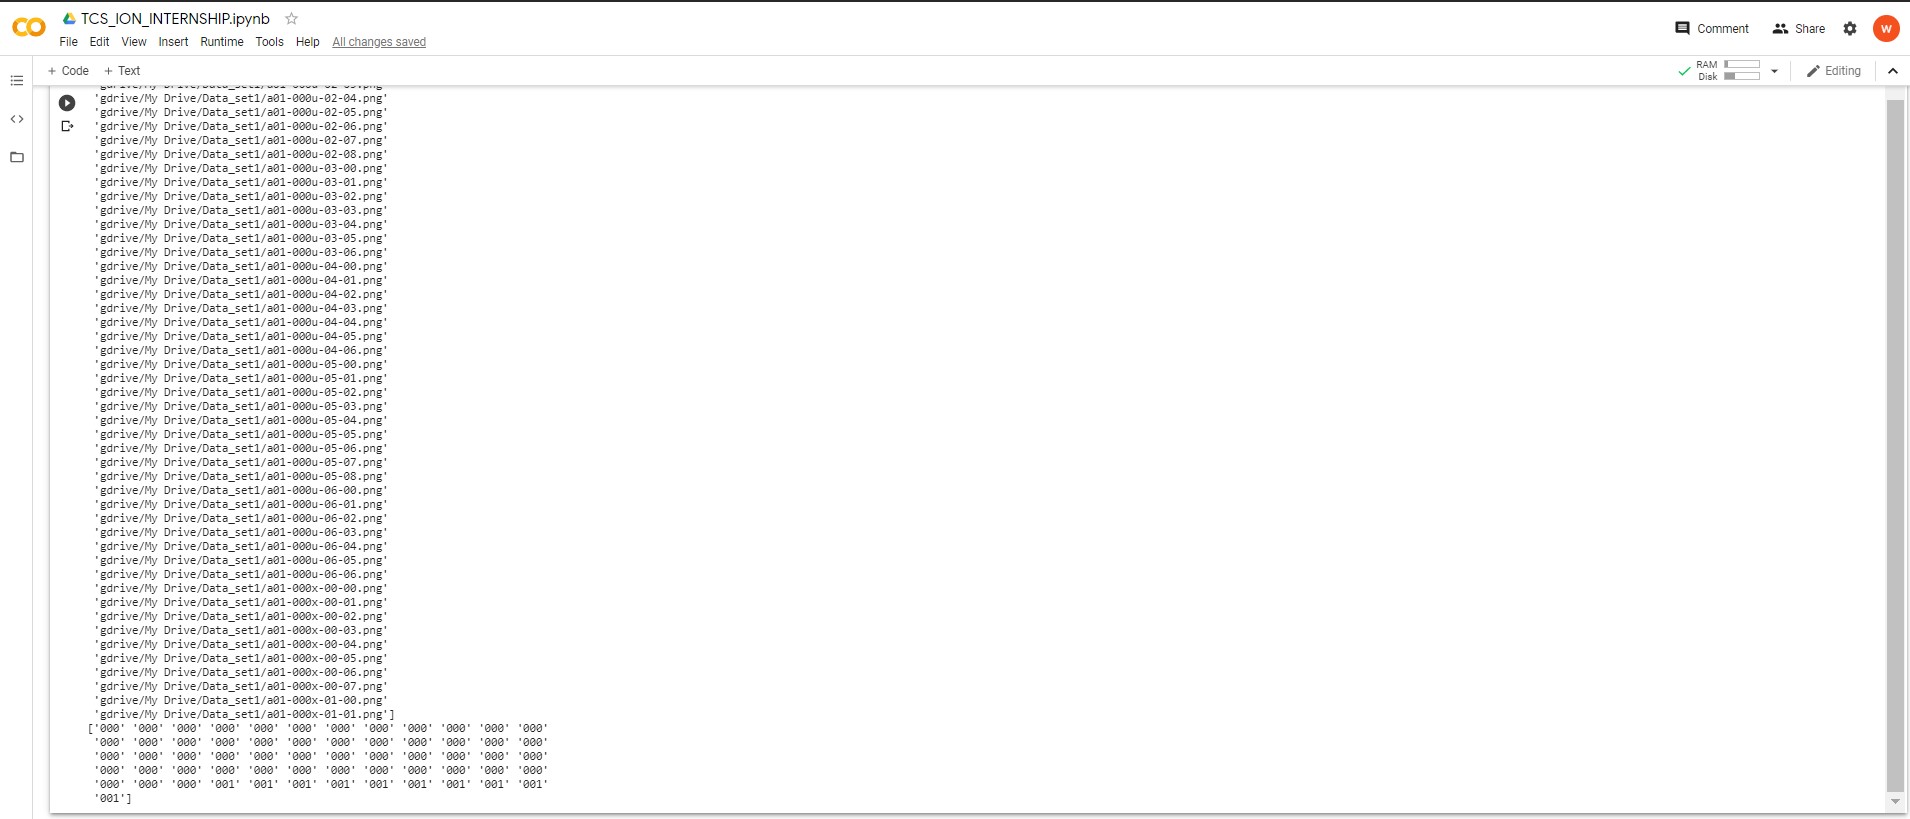 TCS_ION_INTERNSHIP.ipynb
File Edit View Insert Runtime Tools Help All changes saved
Comment Share W
+ Code + Text
RAM
Disk
Editing
'gdrive/My Drive/Data_set1/a01-000u-02-03.png'
'gdrive/My Drive/Data_set1/a01-000u-02-04.png'
'gdrive/My Drive/Data_set1/a01-000u-02-05.png'
'gdrive/My Drive/Data_set1/a01-000u-02-06.png'
'gdrive/My Drive/Data_set1/a01-000u-02-07.png'
'gdrive/My Drive/Data_set1/a01-000u-02-08.png'
'gdrive/My Drive/Data_set1/a01-000u-03-00.png'
'gdrive/My Drive/Data_set1/a01-000u-03-01.png'
'gdrive/My Drive/Data_set1/a01-000u-03-02.png'
'gdrive/My Drive/Data_set1/a01-000u-03-03.png'
'gdrive/My Drive/Data_set1/a01-000u-03-04.png'
'gdrive/My Drive/Data_set1/a01-000u-03-05.png'
'gdrive/My Drive/Data_set1/a01-000u-03-06.png'
'gdrive/My Drive/Data_set1/a01-000u-04-00.png'
'gdrive/My Drive/Data_set1/a01-000u-04-01.png'
'gdrive/My Drive/Data_set1/a01-000u-04-02.png'
'gdrive/My Drive/Data_set1/a01-000u-04-03.png'
'gdrive/My Drive/Data_set1/a01-000u-04-04.png'
'gdrive/My Drive/Data_set1/a01-000u-04-05.png'
'gdrive/My Drive/Data_set1/a01-000u-04-06.png'
'gdrive/My Drive/Data_set1/a01-000u-05-00.png'
'gdrive/My Drive/Data_set1/a01-000u-05-01.png'
'gdrive/My Drive/Data_set1/a01-000u-05-02.png'
'gdrive/My Drive/Data_set1/a01-000u-05-03.png'
'gdrive/My Drive/Data_set1/a01-000u-05-04.png'
'gdrive/My Drive/Data_set1/a01-000u-05-05.png'
'gdrive/My Drive/Data_set1/a01-000u-05-06.png'
'gdrive/My Drive/Data_set1/a01-000u-05-07.png'
'gdrive/My Drive/Data_set1/a01-000u-05-08.png'
'gdrive/My Drive/Data_set1/a01-000u-06-00.png'
'gdrive/My Drive/Data_set1/a01-000u-06-01.png'
'gdrive/My Drive/Data_set1/a01-000u-06-02.png'
'gdrive/My Drive/Data_set1/a01-000u-06-03.png'
'gdrive/My Drive/Data_set1/a01-000u-06-04.png'
'gdrive/My Drive/Data_set1/a01-000u-06-05.png'
'gdrive/My Drive/Data_set1/a01-000u-06-06.png'
'gdrive/My Drive/Data_set1/a01-000x-00-00.png'
'gdrive/My Drive/Data_set1/a01-000x-00-01.png'
'gdrive/My Drive/Data_set1/a01-000x-00-02.png'
'gdrive/My Drive/Data_set1/a01-000x-00-03.png'
'gdrive/My Drive/Data_set1/a01-000x-00-04.png'
'gdrive/My Drive/Data_set1/a01-000x-00-05.png'
'gdrive/My Drive/Data_set1/a01-000x-00-06.png'
'gdrive/My Drive/Data_set1/a01-000x-00-07.png'
'gdrive/My Drive/Data_set1/a01-000x-01-00.png'
'gdrive/My Drive/Data_set1/a01-000x-01-01.png']
['000' '000' '000' '000' '000' '000' '000' '000' '000' '000' '000' '000'
'000' '000' '000' '000' '000' '000' '000' '000' '000' '000' '000' '000'
'000' '000' '000' '000' '000' '000' '000' '000' '000' '000' '000' '000'
'000' '000' '000' '000' '000' '000' '000' '000' '000' '000' '000' '000'
'000' '000' '000' '001' '001' '001' '001' '001' '001' '001' '001' '001'
'001']